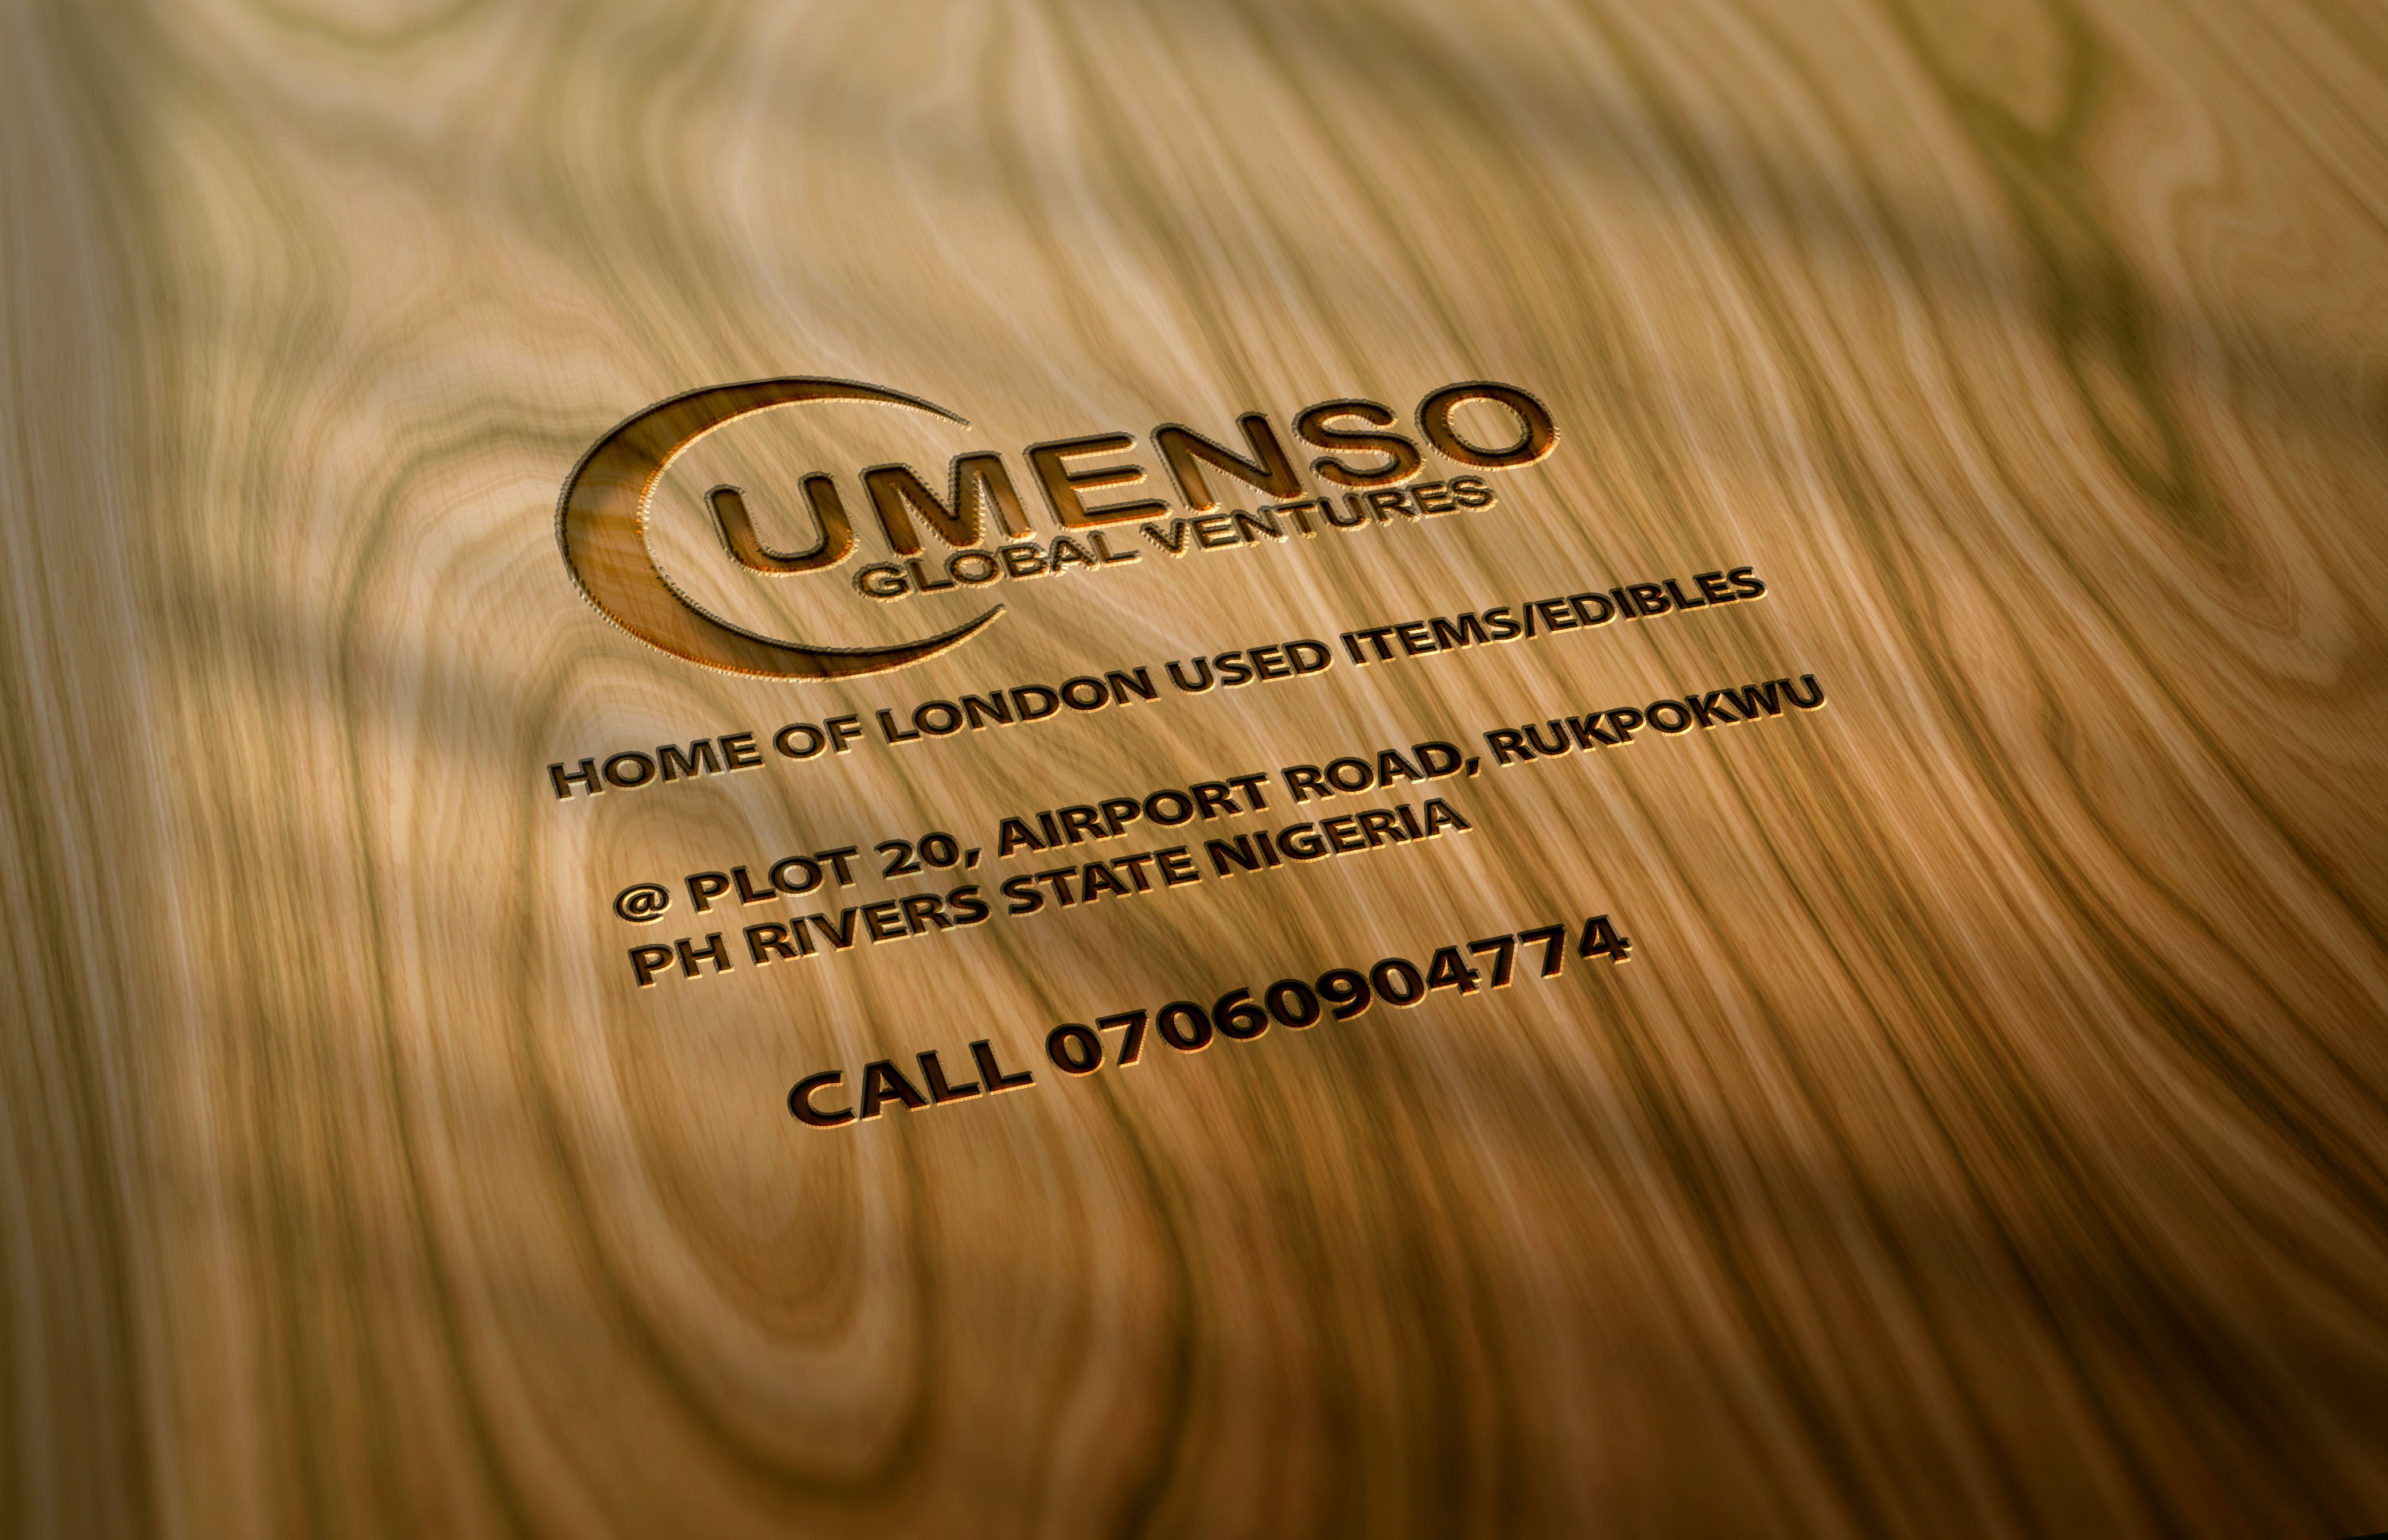 CUMENSO
GLOBAL VENTURES
HOME OF LONDON USED ITEMS/EDIBLES
@ PLOT 20, AIRPORT ROAD, RUKPOKWU
PH RIVERS STATE NIGERIA
CALL 07060904774